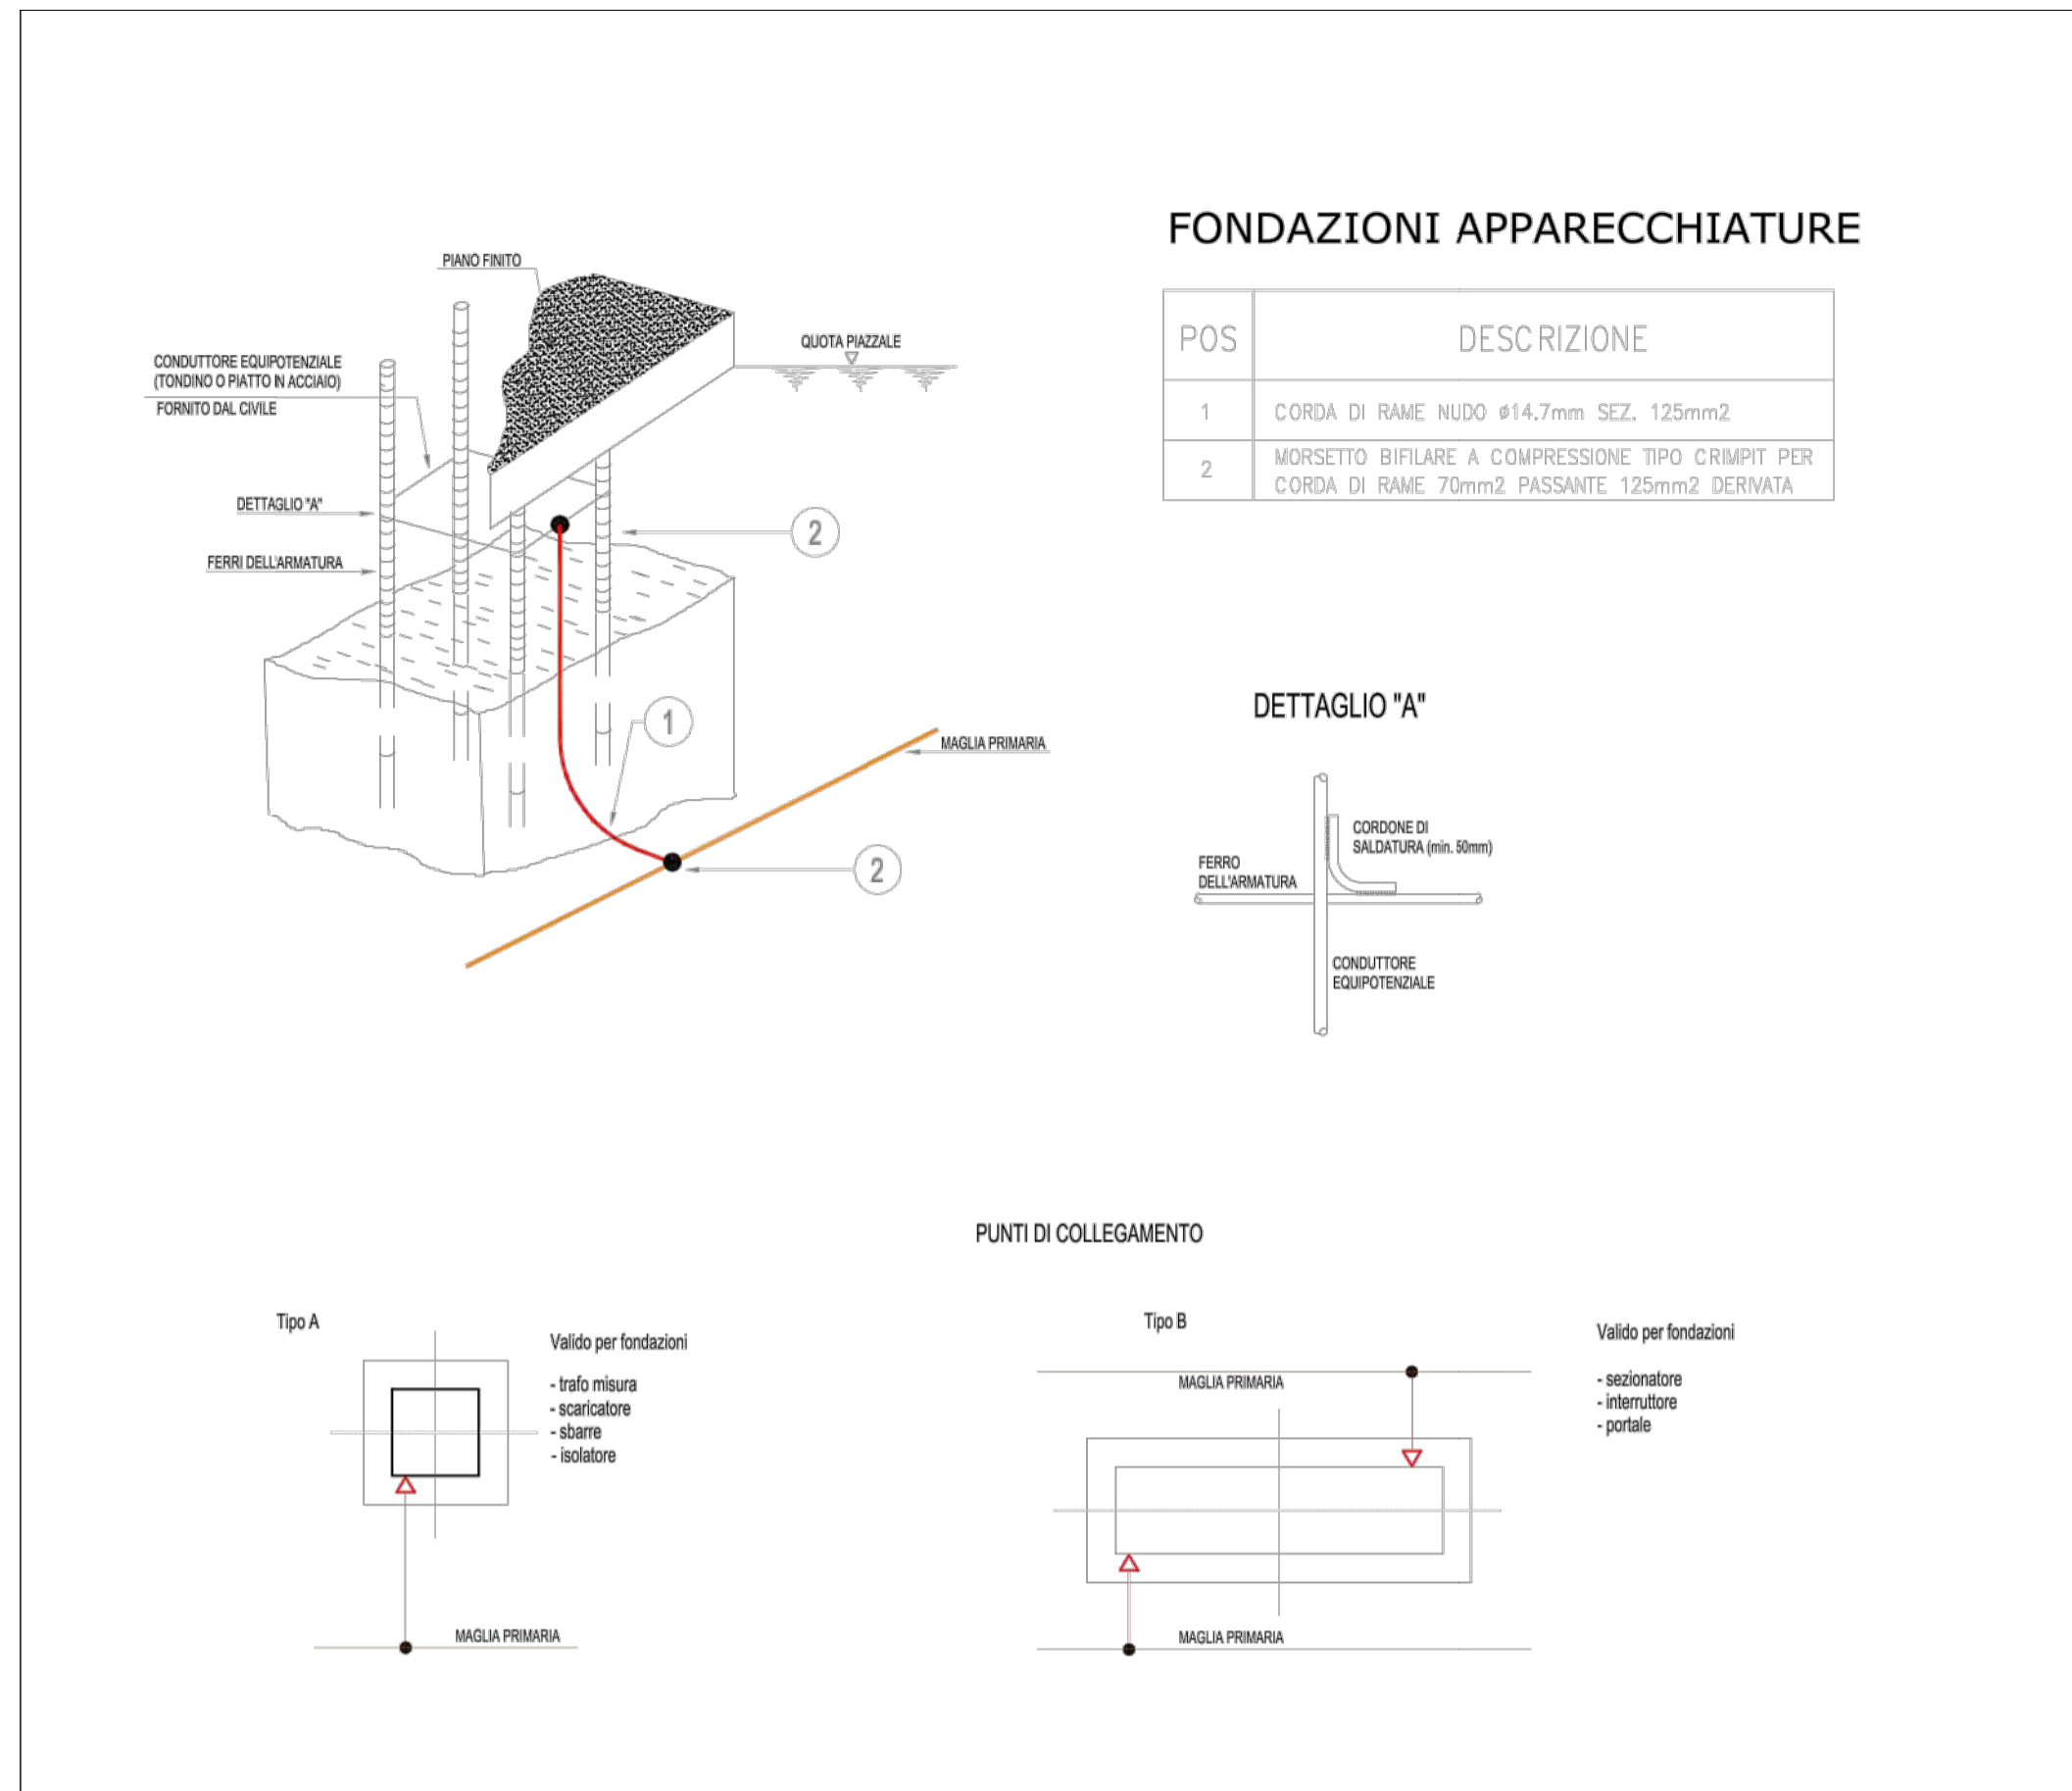 FONDAZIONI APPARECCHIATURE
PIANO FINITO
QUOTA PIAZZALE
CONDUTTORE EQUIPOTENZIALE
(TONDINO O PIATTO IN ACCIAIO)
FORNITO DAL CIVILE
DETTAGLIO "A"
FERRI DELL'ARMATURA
2
1
MAGLIA PRIMARIA
2
POS DESCRIZIONE
1 CORDA DI RAME NUDO ø14.7mm SEZ. 125mm2
2 MORSETTO BIFILARE A COMPRESSIONE TIPO CRIMPIT PER
CORDA DI RAME 70mm2 PASSANTE 125mm2 DERIVATA
DETTAGLIO "A"
CORDONE DI
SALDATURA (min. 50mm)
FERRO
DELL'ARMATURA
CONDUTTORE
EQUIPOTENZIALE
PUNTI DI COLLEGAMENTO
Tipo A
Valido per fondazioni
- trafo misura
- scaricatore
- sbarre
- isolatore
MAGLIA PRIMARIA
Tipo B
MAGLIA PRIMARIA
Valido per fondazioni
- sezionatore
- interruttore
- portale
MAGLIA PRIMARIA